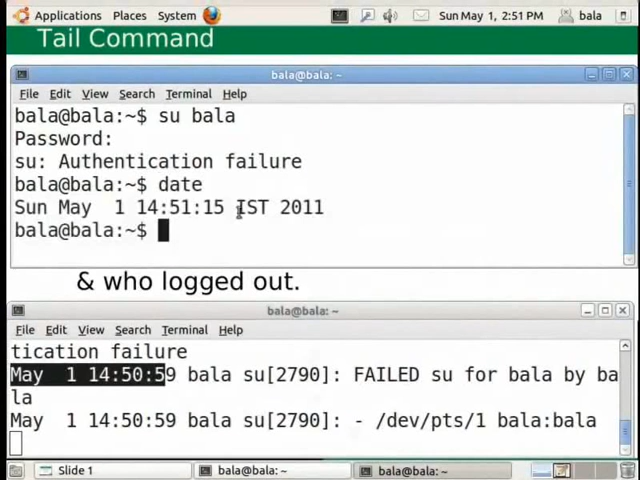 Applications Places System Sun May 1, 2:51 PM bala
Tail Command
bala@bala: ~
File Edit View Search Terminal Help
bala@bala:~$ su bala
Password:
su: Authentication failure
bala@bala:~$ date
Sun May  1 14:51:15 IST 2011
bala@bala:~$
& who logged out.
bala@bala: ~
File Edit View Search Terminal Help
tication failure
May  1 14:50:59 bala su[2790]: FAILED su for bala by ba
la
May  1 14:50:59 bala su[2790]: - /dev/pts/1 bala:bala
Slide 1 bala@bala: ~ bala@bala: ~